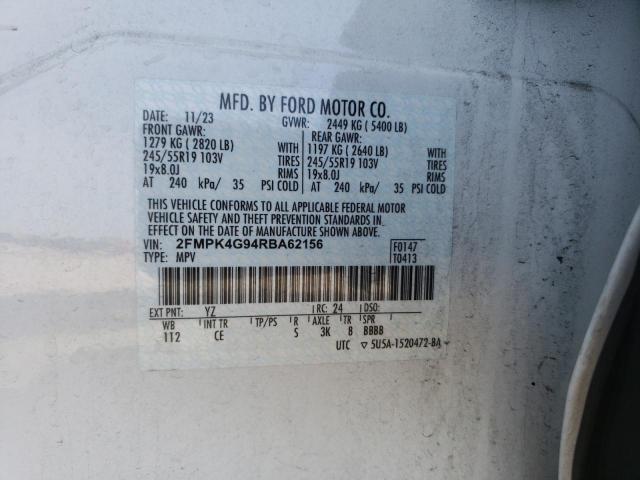 MFD. BY FORD MOTOR CO.
DATE: 11/23 GVWR: 2449 KG ( 5400 LB)
FRONT GAWR: REAR GAWR:
1279 KG ( 2820 LB) WITH 1197 KG ( 2640 LB) WITH
245/55R19 103V TIRES 245/55R19 103V TIRES
19x8.0J RIMS 19x8.0J RIMS
AT 240 kPa/ 35 PSI COLD AT 240 kPa/ 35 PSI COLD
THIS VEHICLE CONFORMS TO ALL APPLICABLE FEDERAL MOTOR
VEHICLE SAFETY AND THEFT PREVENTION STANDARDS IN
EFFECT ON THE DATE OF MANUFACTURE SHOWN ABOVE.
VIN: 2FMPK4G94RBA62156 F0147
TYPE: MPV T0413
EXT PNT: YZ RC: 24 DSO:
WB INT TR TP/PS R AXLE TR SPR
112 CE S 3K 8 BBBB
UTC ▽ 5U5A-1520472-BA